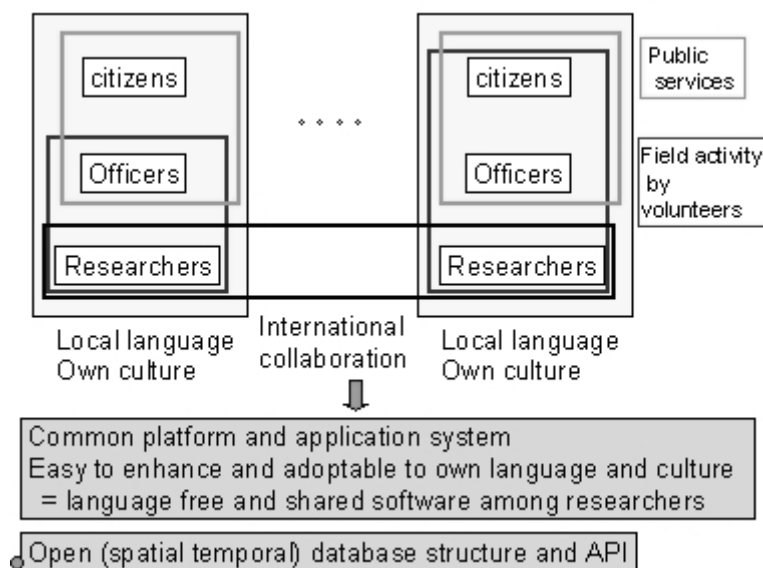 citizens
Officers
Researchers
Local language
Own culture
International
collaboration
citizens
Officers
Researchers
Local language
Own culture
Public
services
Field activity
by
volunteers
Common platform and application system
Easy to enhance and adoptable to own language and culture
= language free and shared software among researchers
Open (spatial temporal) database structure and API